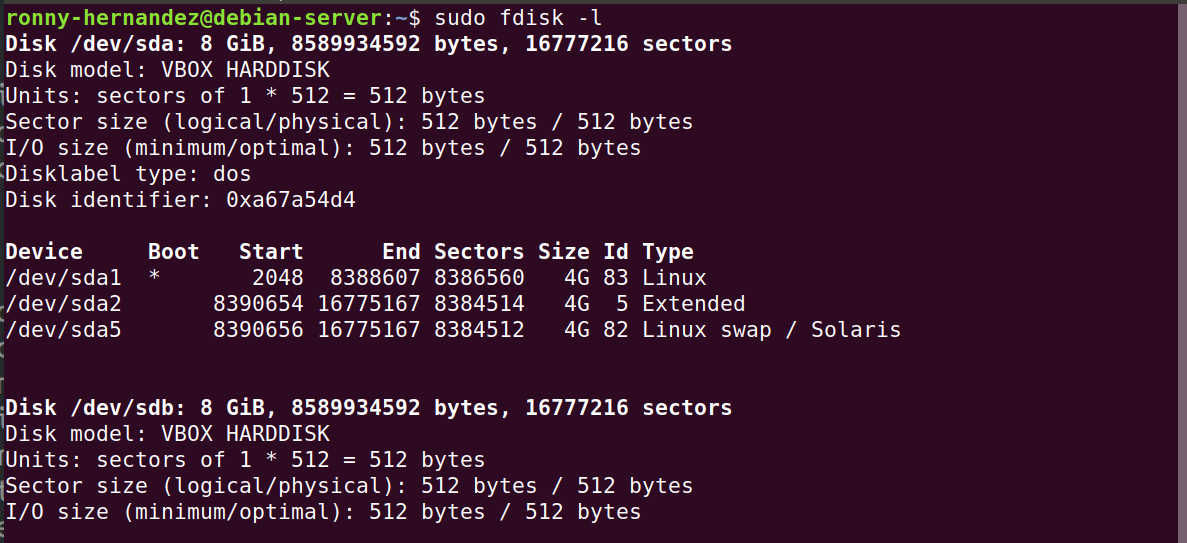 ronny-hernandez@debian-server:~$ sudo fdisk -l
Disk /dev/sda: 8 GiB, 8589934592 bytes, 16777216 sectors
Disk model: VBOX HARDDISK
Units: sectors of 1 * 512 = 512 bytes
Sector size (logical/physical): 512 bytes / 512 bytes
I/O size (minimum/optimal): 512 bytes / 512 bytes
Disklabel type: dos
Disk identifier: 0xa67a54d4
Device     Boot   Start      End Sectors Size Id Type
/dev/sda1  *       2048  8388607 8386560   4G 83 Linux
/dev/sda2       8390654 16775167 8384514   4G  5 Extended
/dev/sda5       8390656 16775167 8384512   4G 82 Linux swap / Solaris
Disk /dev/sdb: 8 GiB, 8589934592 bytes, 16777216 sectors
Disk model: VBOX HARDDISK
Units: sectors of 1 * 512 = 512 bytes
Sector size (logical/physical): 512 bytes / 512 bytes
I/O size (minimum/optimal): 512 bytes / 512 bytes